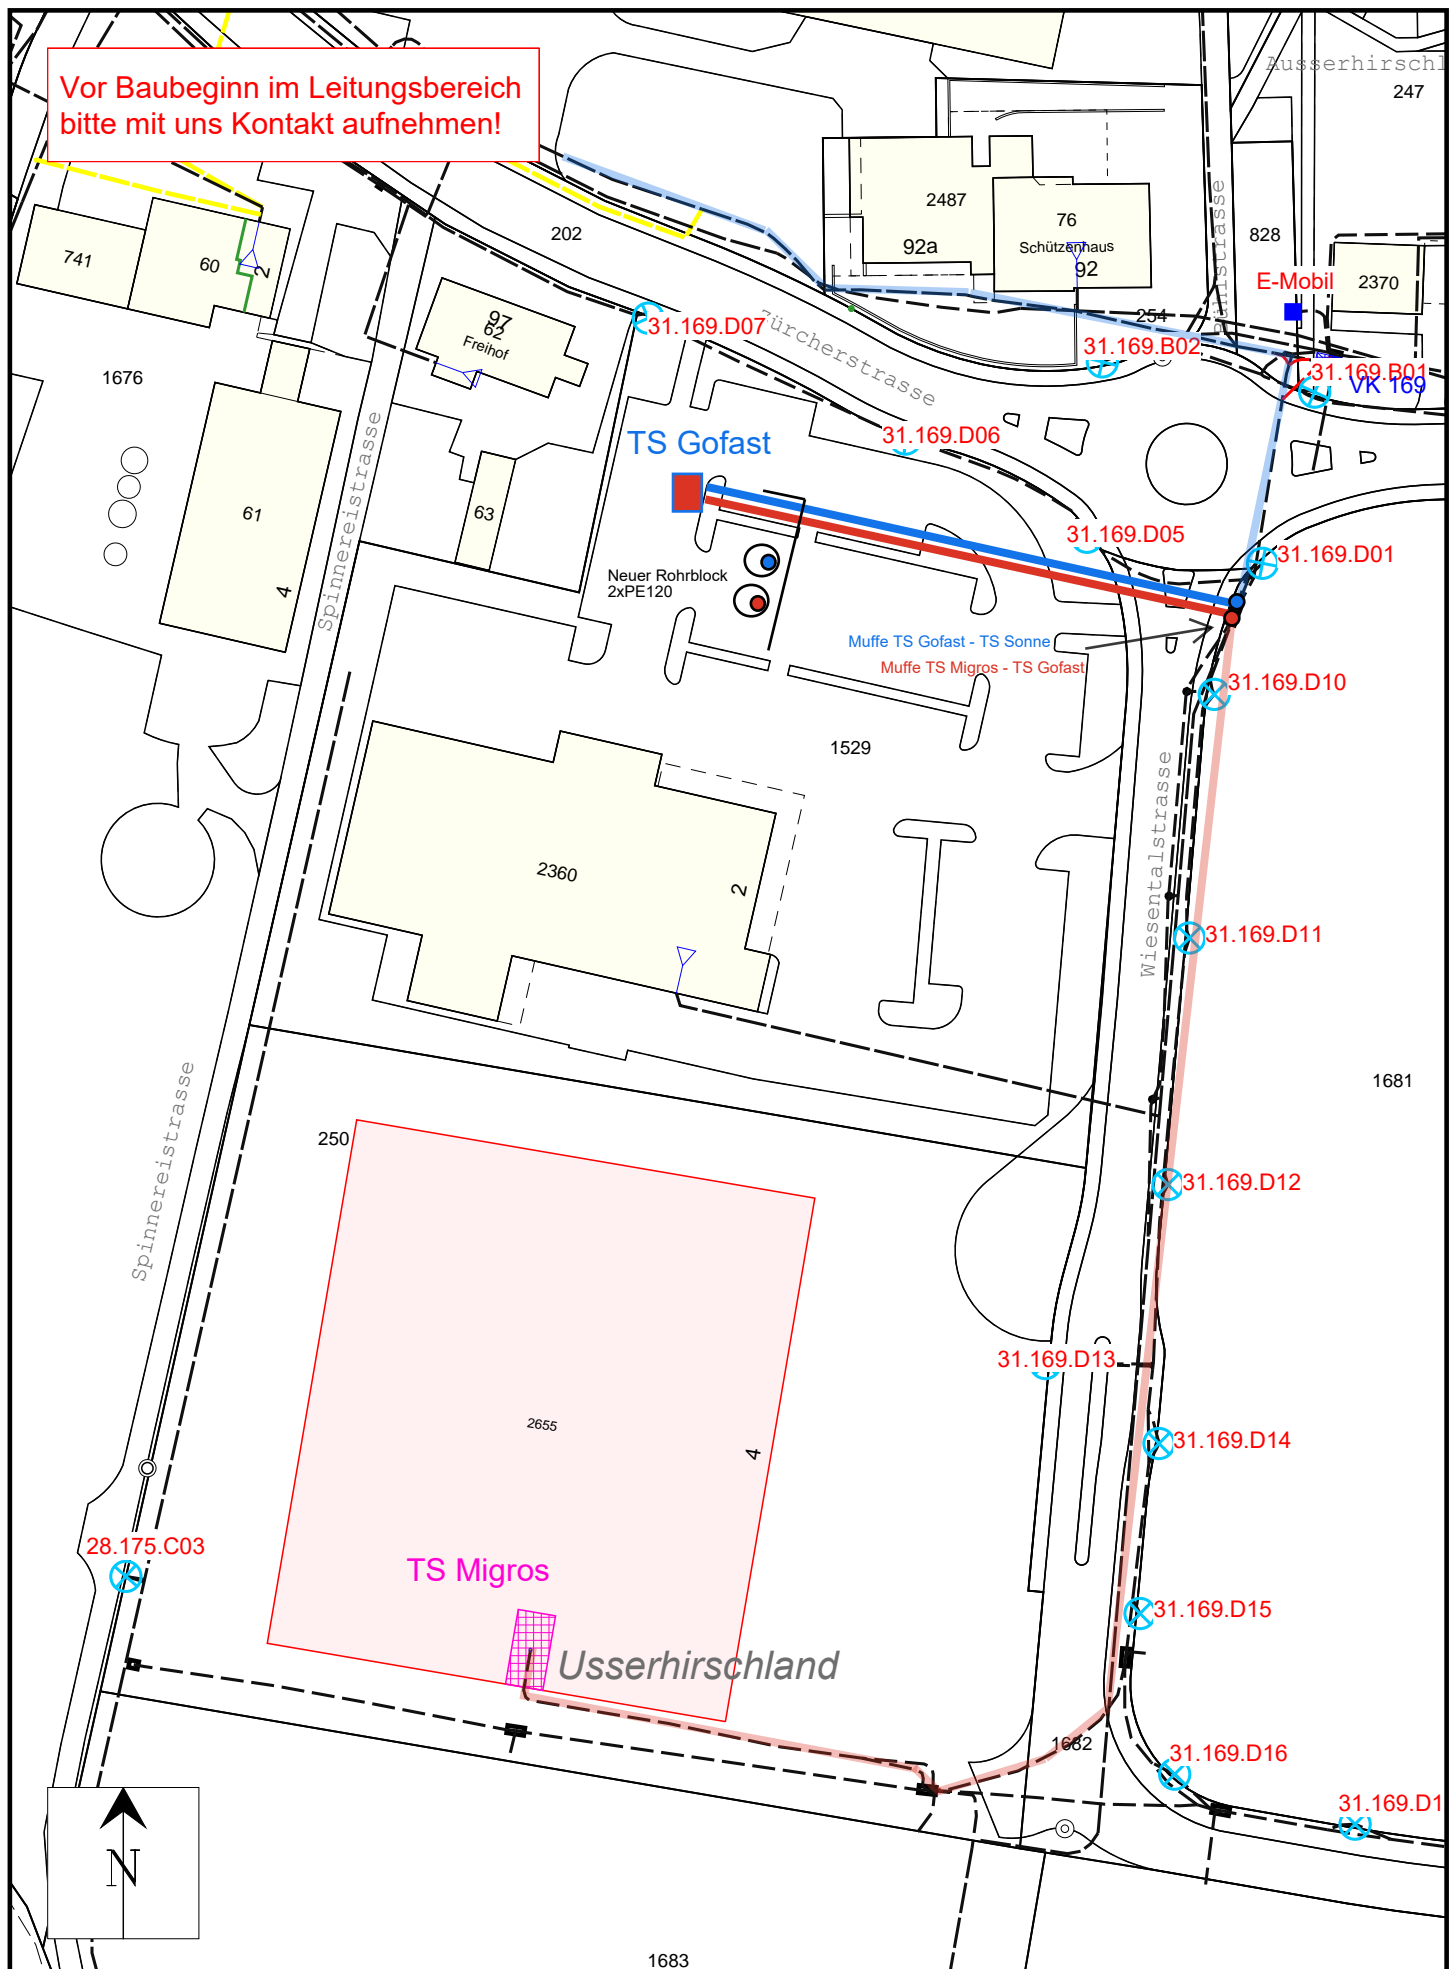 Vor Baubeginn im Leitungsbereich
bitte mit uns Kontakt aufnehmen!
247
2487
76
Schützenhaus
92a
92
Bühlstrasse
828
E-Mobil
2370
741
60
2
202
97
62
Freihof
31.169.D07
Zürcherstrasse
254
31.169.B02
31.169.B01
VK 169
1676
TS Gofast
31.169.D06
61
4
63
Spinnereistrasse
31.169.D05
31.169.D01
Neuer Rohrblock
2xPE120
Muffe TS Gofast - TS Sonne
Muffe TS Migros - TS Gofast
31.169.D10
1529
Wiesentalstrasse
2360
2
31.169.D11
1681
250
Spinnereistrasse
31.169.D12
31.169.D13
2655
4
31.169.D14
28.175.C03
TS Migros
31.169.D15
Usserhirschland
1682
31.169.D16
31.169.D1
N
1683